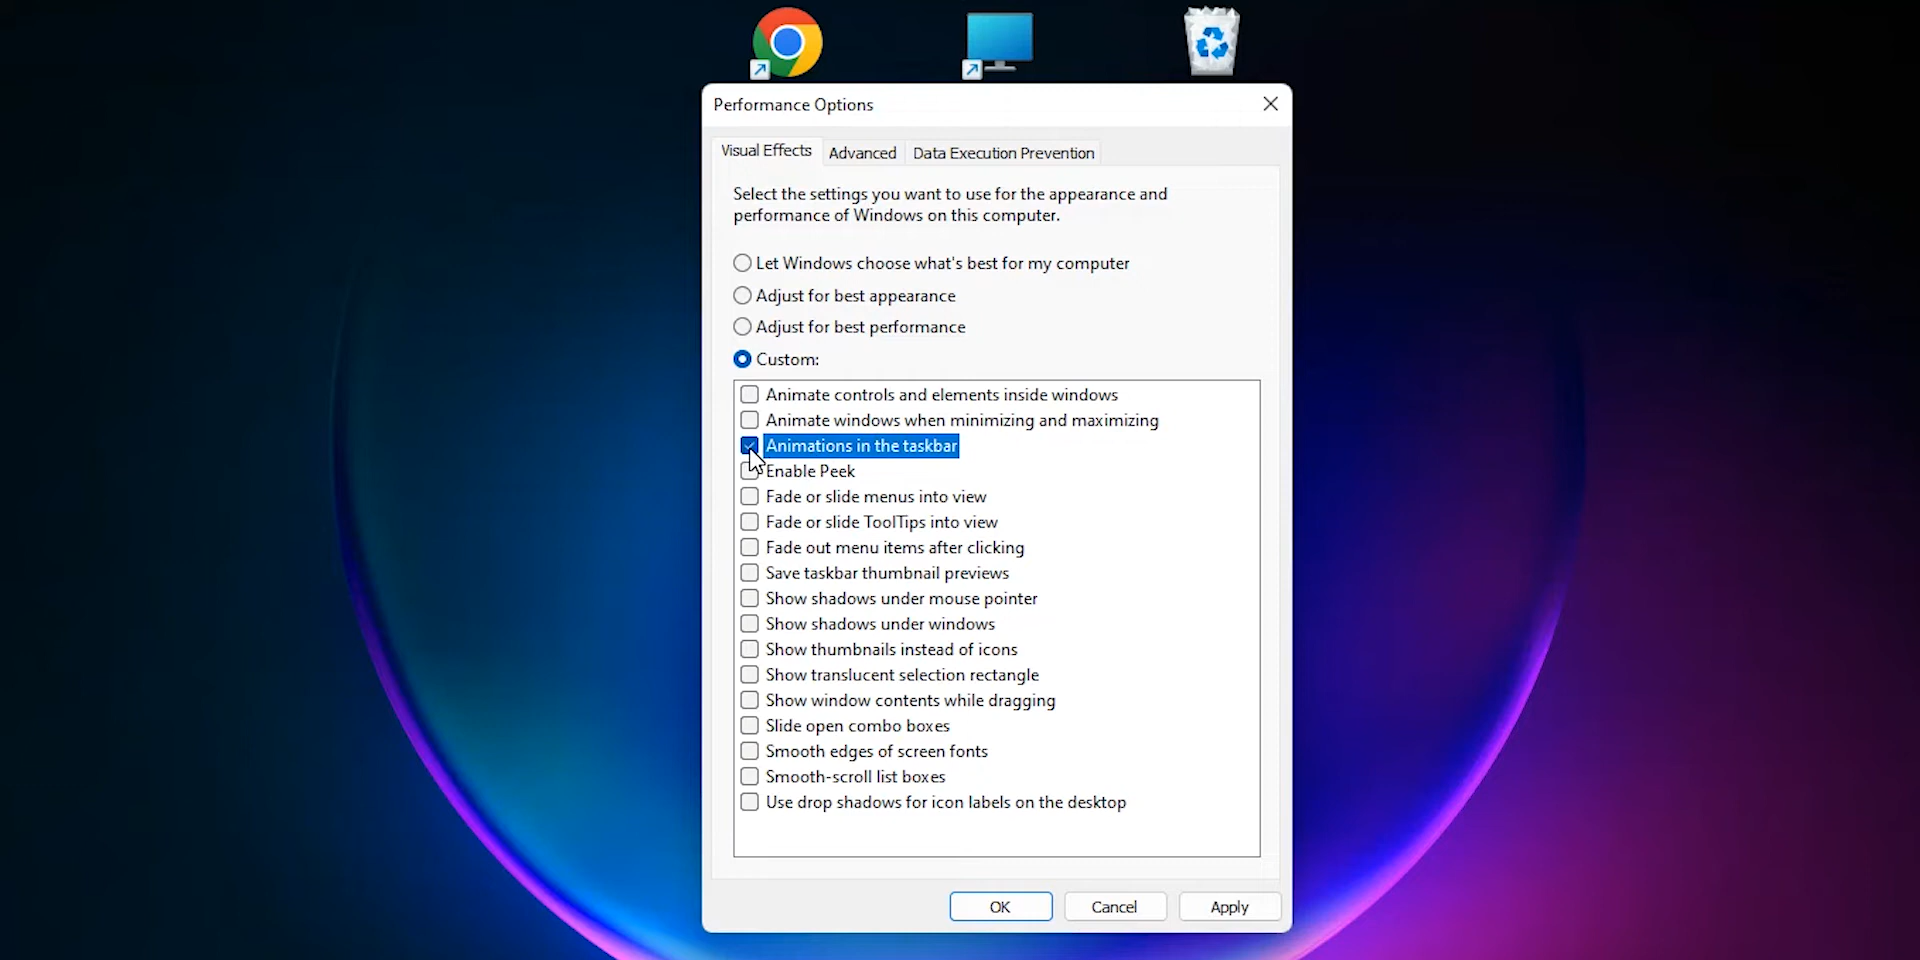 Performance Options
Visual Effects
Advanced
Data Execution Prevention
Select the settings you want to use for the appearance and
performance of Windows on this computer.
Let Windows choose what's best for my computer
Adjust for best appearance
Adjust for best performance
Custom:
Animate controls and elements inside windows
Animate windows when minimizing and maximizing
Animations in the taskbar
Enable Peek
Fade or slide menus into view
Fade or slide ToolTips into view
Fade out menu items after clicking
Save taskbar thumbnail previews
Show shadows under mouse pointer
Show shadows under windows
Show thumbnails instead of icons
Show translucent selection rectangle
Show window contents while dragging
Slide open combo boxes
Smooth edges of screen fonts
Smooth-scroll list boxes
Use drop shadows for icon labels on the desktop
OK
Cancel
Apply